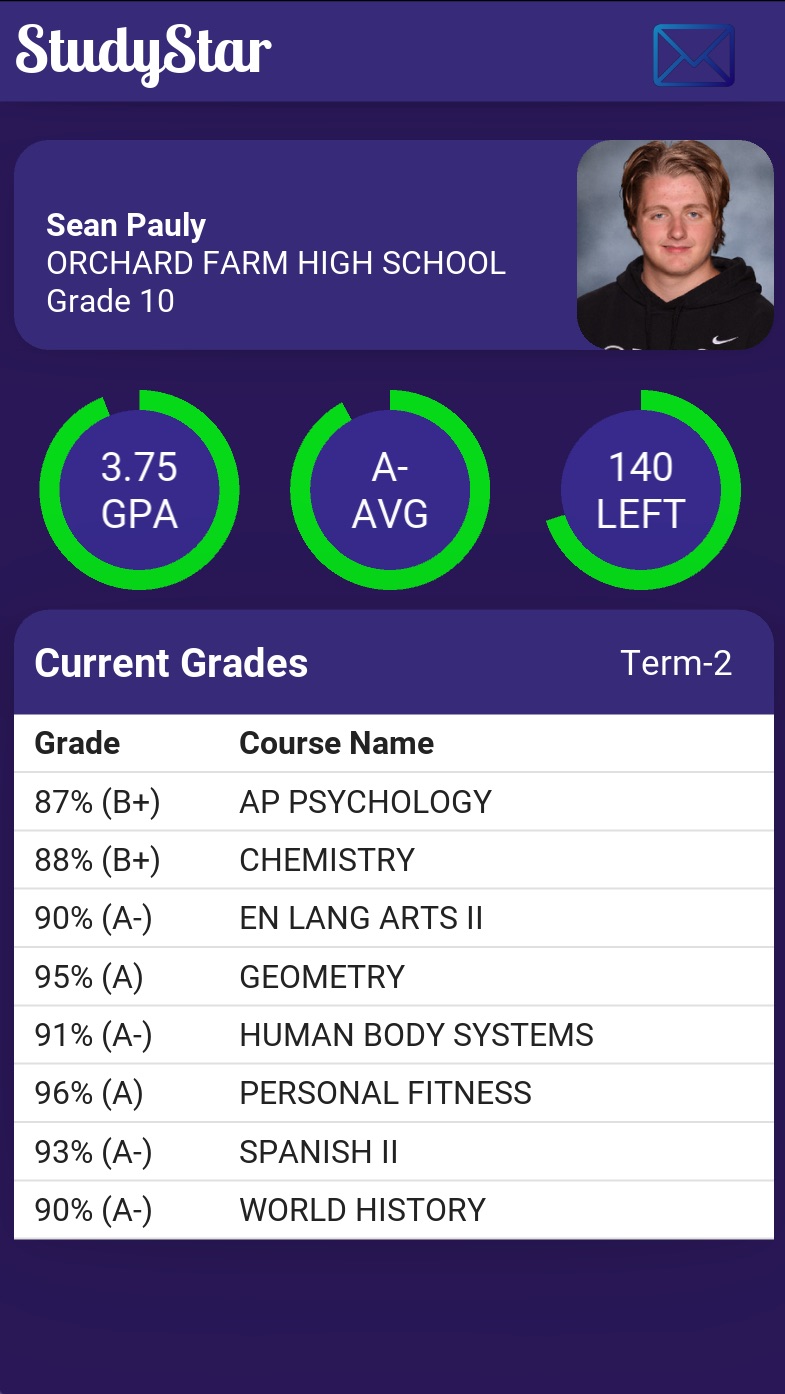 StudyStar
Sean Pauly
ORCHARD FARM HIGH SCHOOL
Grade 10
3.75
GPA
A-
AVG
140
LEFT
Current Grades Term-2
Grade Course Name
87% (B+) AP PSYCHOLOGY
88% (B+) CHEMISTRY
90% (A-) EN LANG ARTS II
95% (A) GEOMETRY
91% (A-) HUMAN BODY SYSTEMS
96% (A) PERSONAL FITNESS
93% (A-) SPANISH II
90% (A-) WORLD HISTORY